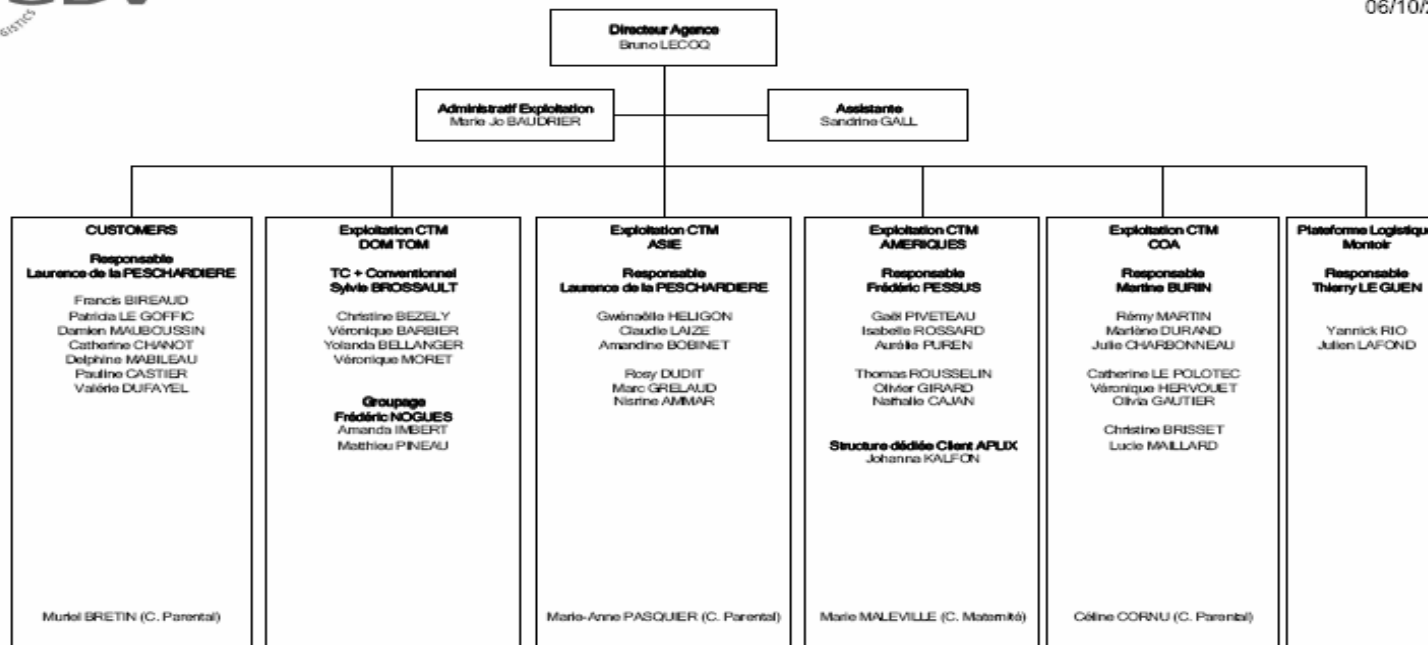 SDV
GISTICS
06/10/2
Directeur Agence
Bruno LECOQ
Administratif Exploitation
Marie Jo BAUDRIER
Assistante
Sandrine GALL
CUSTOMERS
Responsable
Laurence de la PESCHARDIERE
Francis BIREAUD
Patricia LE GOFFIC
Damien MAUBOUSSIN
Catherine CHANOT
Delphine MABILEAU
Pauline CASTIER
Valérie DUFAYEL
Muriel BRETIN (C. Parental)
Exploitation CTM
DOM TOM
TC + Conventionnel
Sylvie BROSSAULT
Christine BEZELY
Véronique BARBIER
Yolanda BELLANGER
Véronique MORET
Groupage
Frédéric NOGUES
Amanda IMBERT
Matthieu PINEAU
Exploitation CTM
ASIE
Responsable
Laurence de la PESCHARDIERE
Gwénaëlle HELIGON
Claudie LAIZE
Amandine BOBINET
Rosy DUDIT
Marc GRELAUD
Nisrine AMMAR
Marie-Anne PASQUIER (C. Parental)
Exploitation CTM
AMERIQUES
Responsable
Frédéric PESSUS
Gaël PIVETEAU
Isabelle ROSSARD
Aurélie PUREN
Thomas ROUSSELIN
Olivier GIRARD
Nathalie CAJAN
Structure dédiée Client APLIX
Johanna KALFON
Marie MALEVILLE (C. Maternité)
Exploitation CTM
COA
Responsable
Martine BURIN
Rémy MARTIN
Marlène DURAND
Julie CHARBONNEAU
Catherine LE POLOTEC
Véronique HERVOUET
Olivia GAUTIER
Christine BRISSET
Lucie MAILLARD
Céline CORNU (C. Parental)
Plateforme Logistique
Montoir
Responsable
Thierry LE GUEN
Yannick RIO
Julien LAFOND